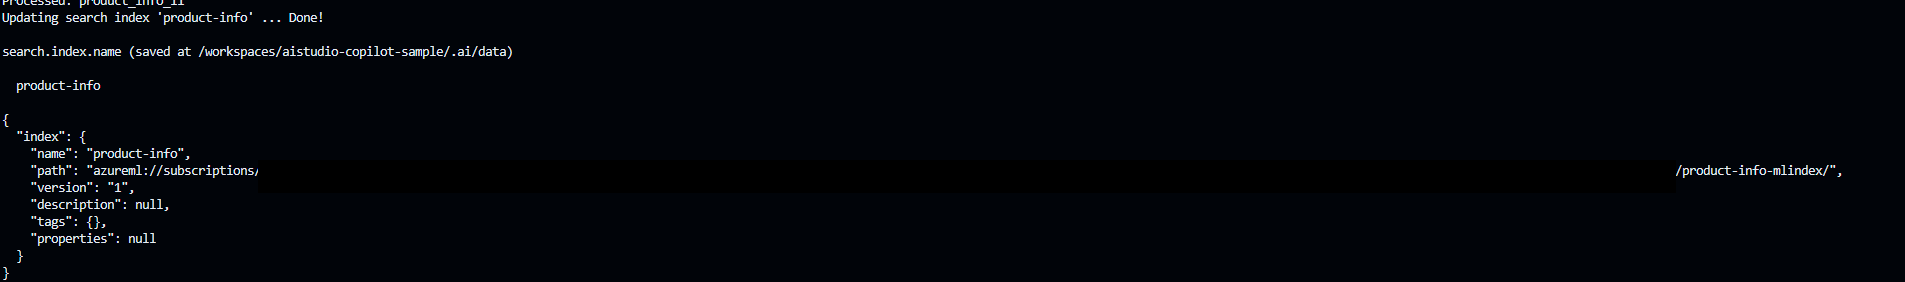 Processed: product_info_11
Updating search index 'product-info' ... Done!
search.index.name (saved at /workspaces/aistudio-copilot-sample/.ai/data)
product-info
{
"index": {
"name": "product-info",
"path": "azureml://subscriptions/ /product-info-mlindex/",
"version": "1",
"description": null,
"tags": {},
"properties": null
}
}